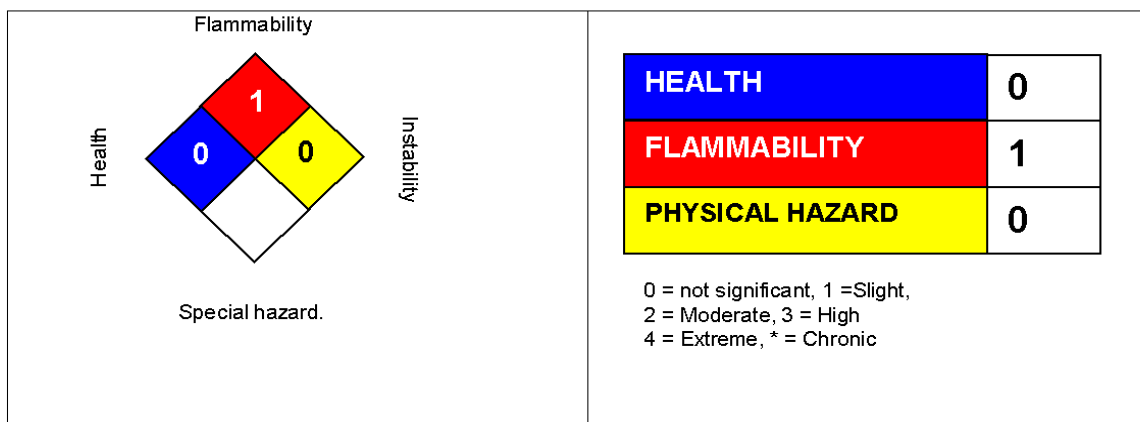 Flammability
1
Health
0
0
Instability
Special hazard.
HEALTH 0
FLAMMABILITY 1
PHYSICAL HAZARD 0
0 = not significant, 1 =Slight,
2 = Moderate, 3 = High
4 = Extreme, * = Chronic